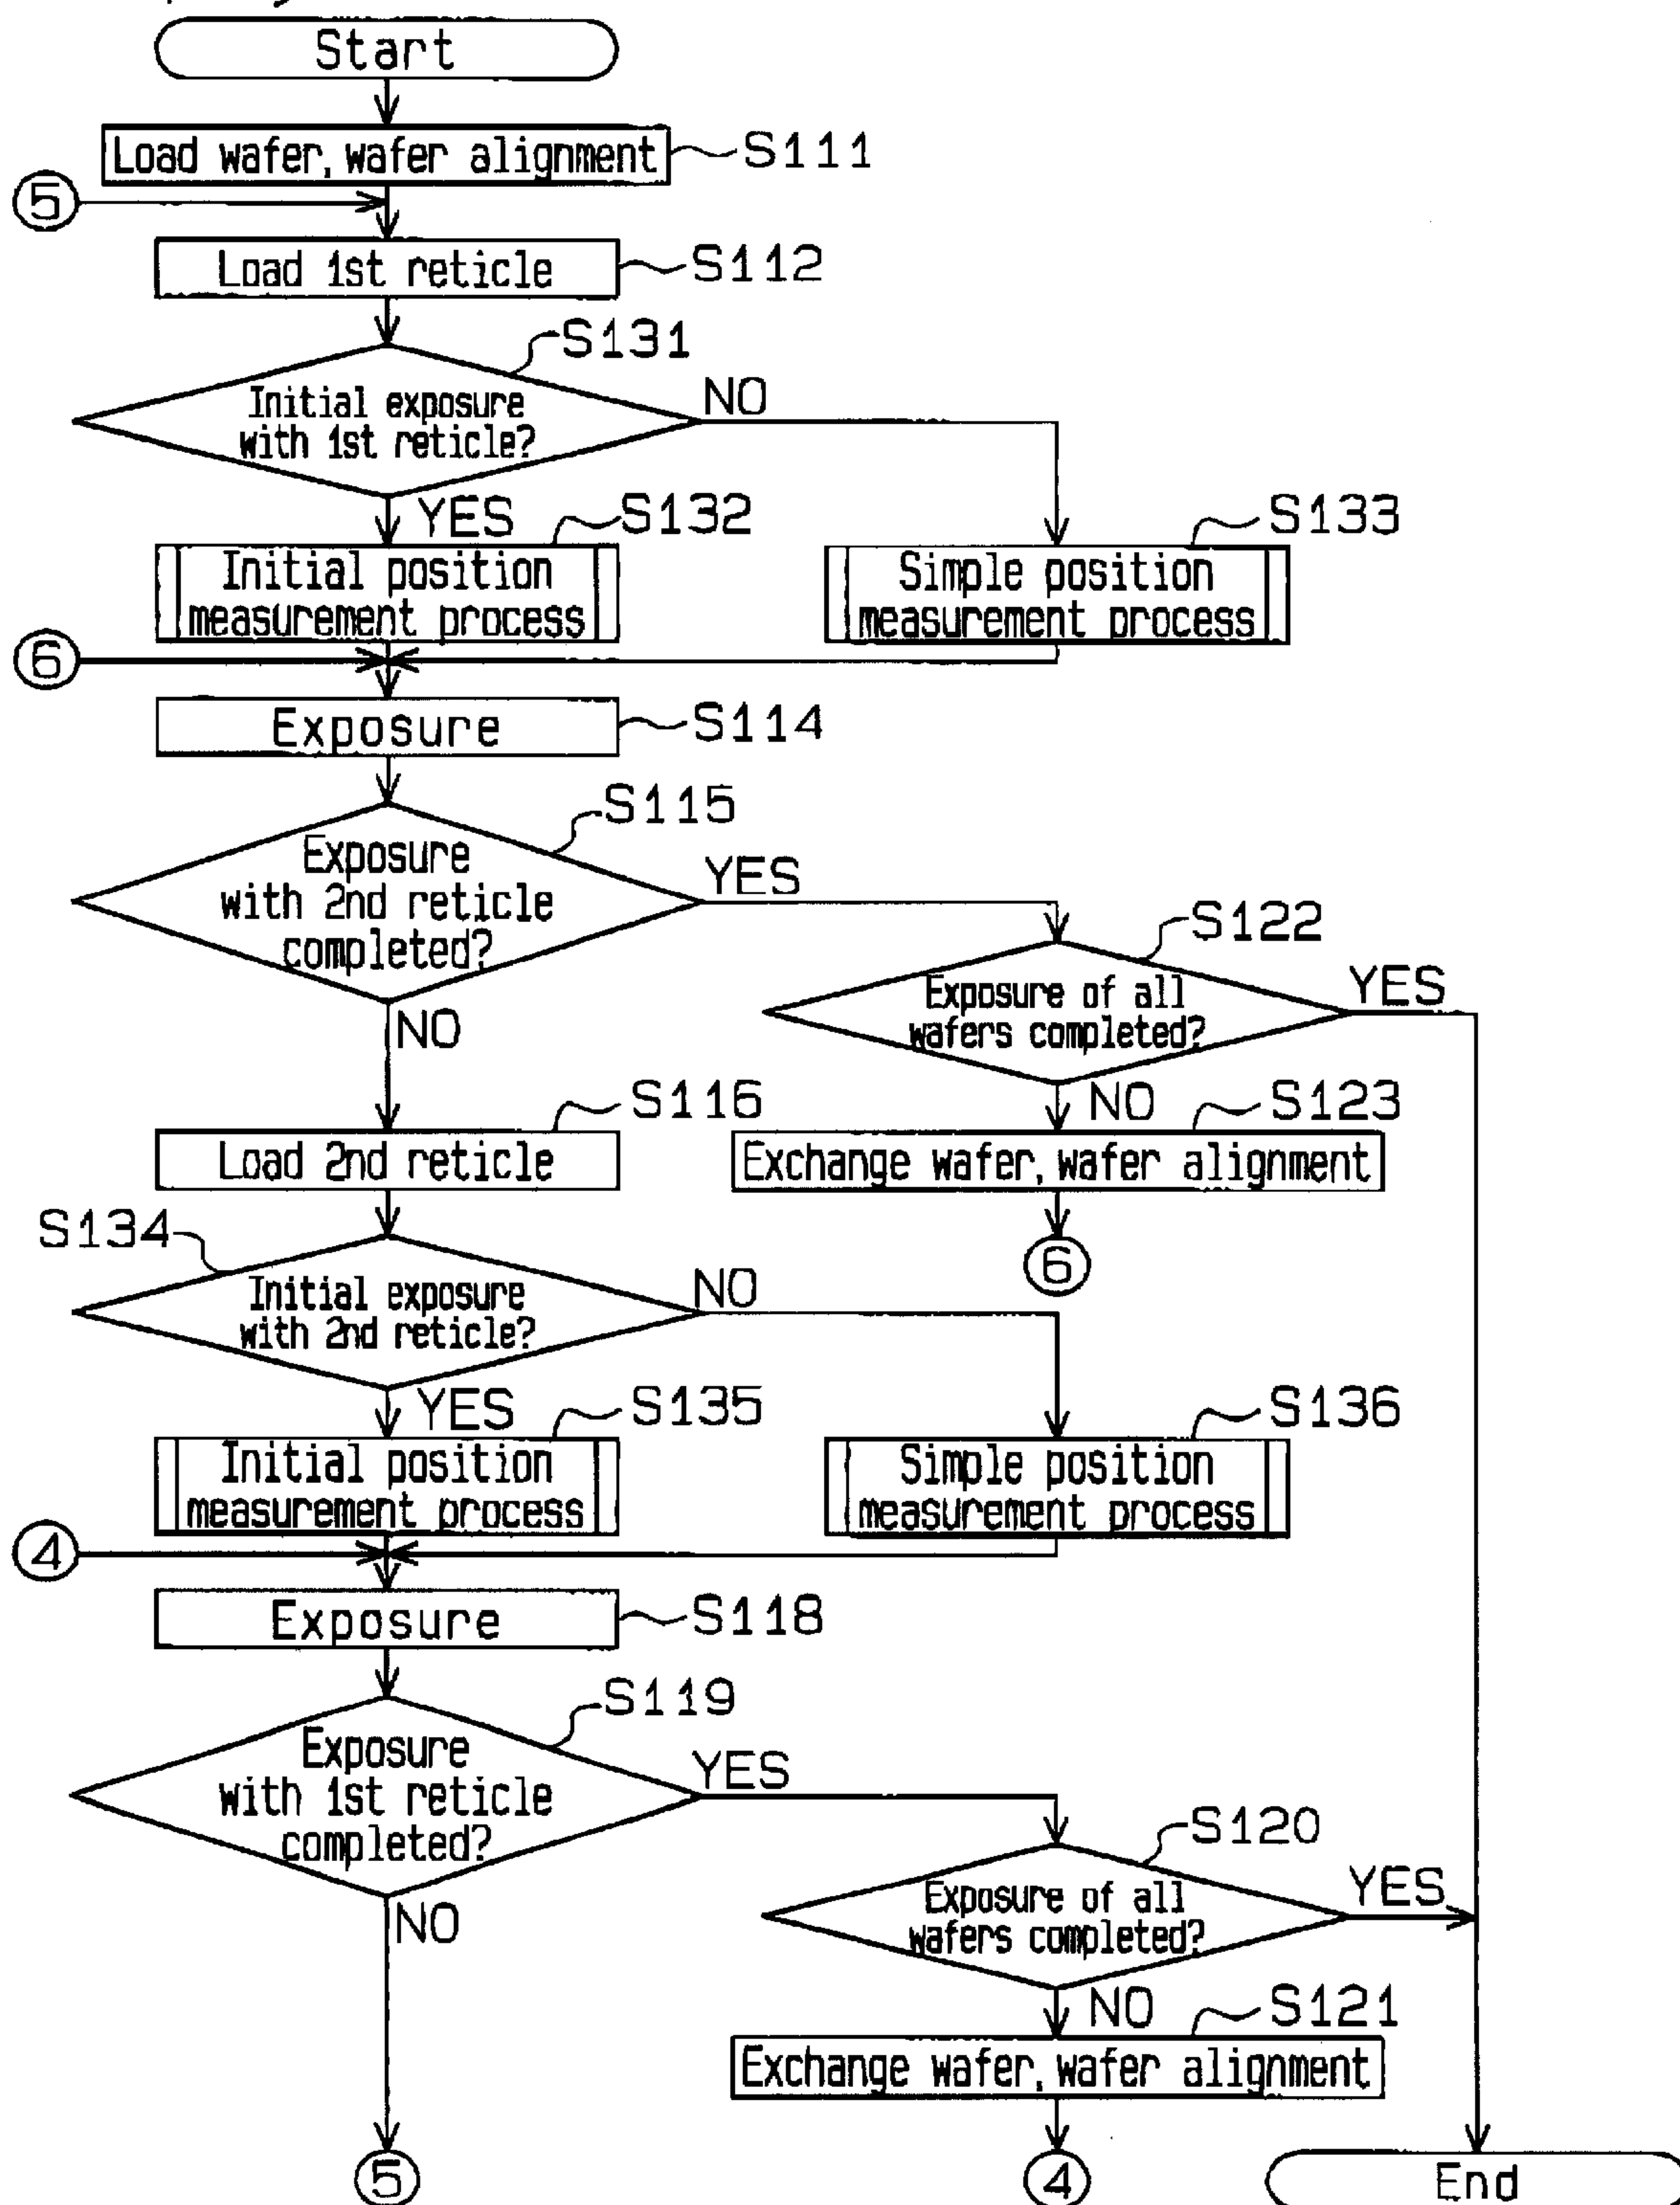 Start
Load wafer, wafer alignment
S111
5
Load 1st reticle
S112
S131
Initial exposure
with 1st reticle?
NO
YES
S132
S133
Initial position
measurement process
Simple position
measurement process
6
Exposure
S114
S115
Exposure
with 2nd reticle
completed?
YES
S122
NO
Exposure of all
wafers completed?
YES
S116
NO
S123
Load 2nd reticle
Exchange wafer, wafer alignment
S134
6
Initial exposure
with 2nd reticle?
NO
YES
S135
S136
Initial position
measurement process
Simple position
measurement process
4
Exposure
S118
S119
Exposure
with 1st reticle
completed?
YES
S120
NO
Exposure of all
wafers completed?
YES
NO
S121
Exchange wafer, wafer alignment
5
4
End